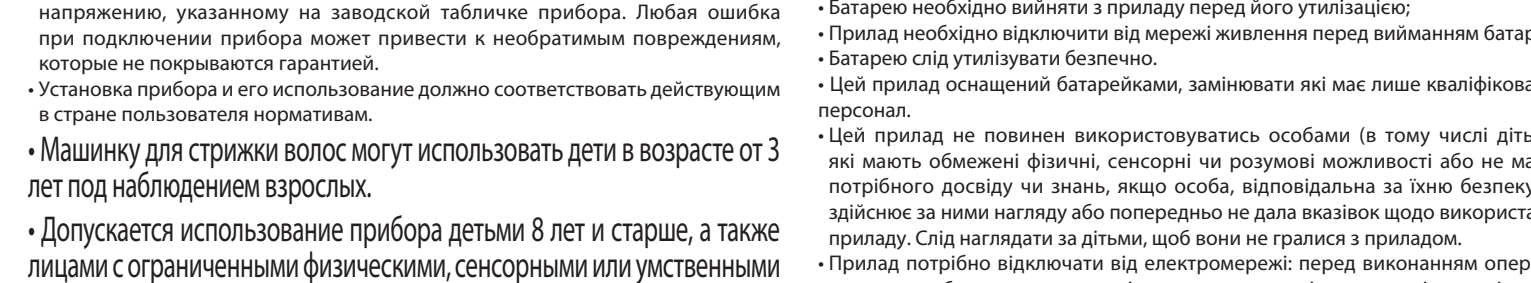 напряжению, указанному на заводской табличке прибора. Любая ошибка
при подключении прибора может привести к необратимым повреждениям,
которые не покрываются гарантией.
• Установка прибора и его использование должно соответствовать действующим
в стране пользователя нормативам.
• Машинку для стрижки волос могут использовать дети в возрасте от 3
лет под наблюдением взрослых.
• Допускается использование прибора детьми 8 лет и старше, а также
лицами с ограниченными физическими, сенсорными или умственными
• Батарею необхідно вийняти з приладу перед його утилізацією;
• Прилад необхідно відключити від мережі живлення перед вийманням батар
• Батарею слід утилізувати безпечно.
• Цей прилад оснащений батарейками, замінювати які має лише кваліфікова
персонал.
• Цей прилад не повинен використовуватись особами (в тому числі діть
які мають обмежені фізичні, сенсорні чи розумові можливості або не ма
потрібного досвіду чи знань, якщо особа, відповідальна за їхню безпеку
здійснює за ними нагляду або попередньо не дала вказівок щодо використа
приладу. Слід наглядати за дітьми, щоб вони не гралися з приладом.
• Прилад потрібно відключати від електромережі: перед виконанням опер